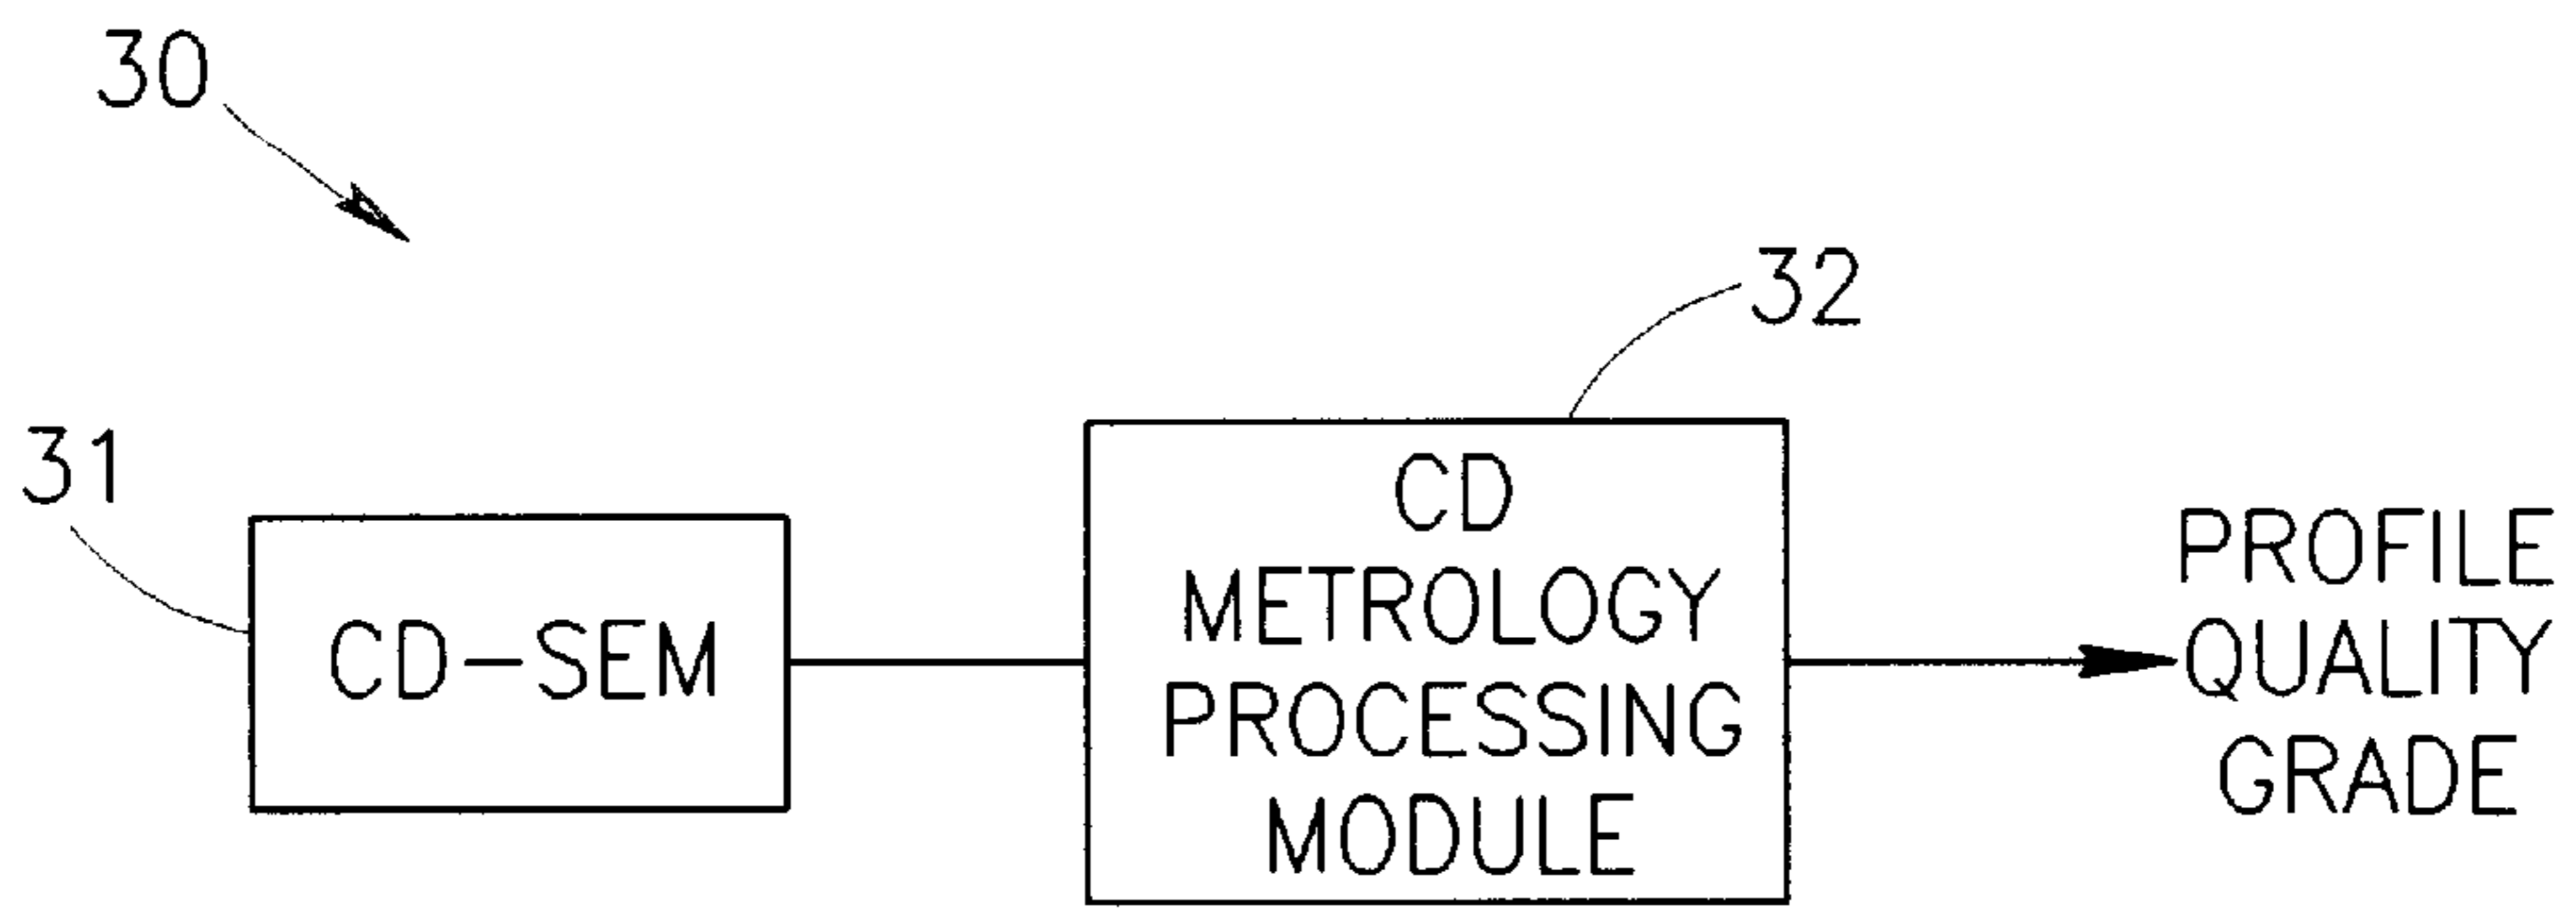 30
32
31
CD-SEM
CD
METROLOGY
PROCESSING
MODULE
PROFILE
QUALITY
GRADE